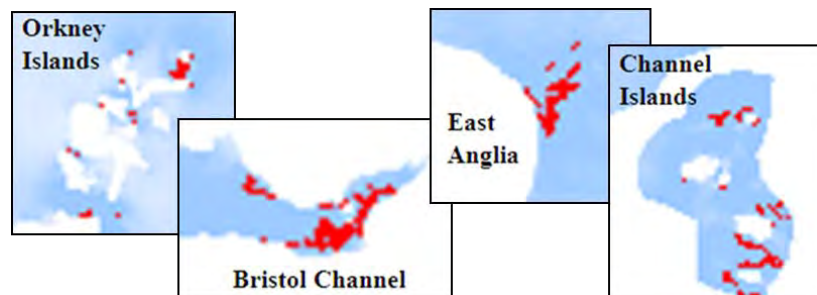 Orkney
Islands
Bristol Channel
East
Anglia
Channel
Islands